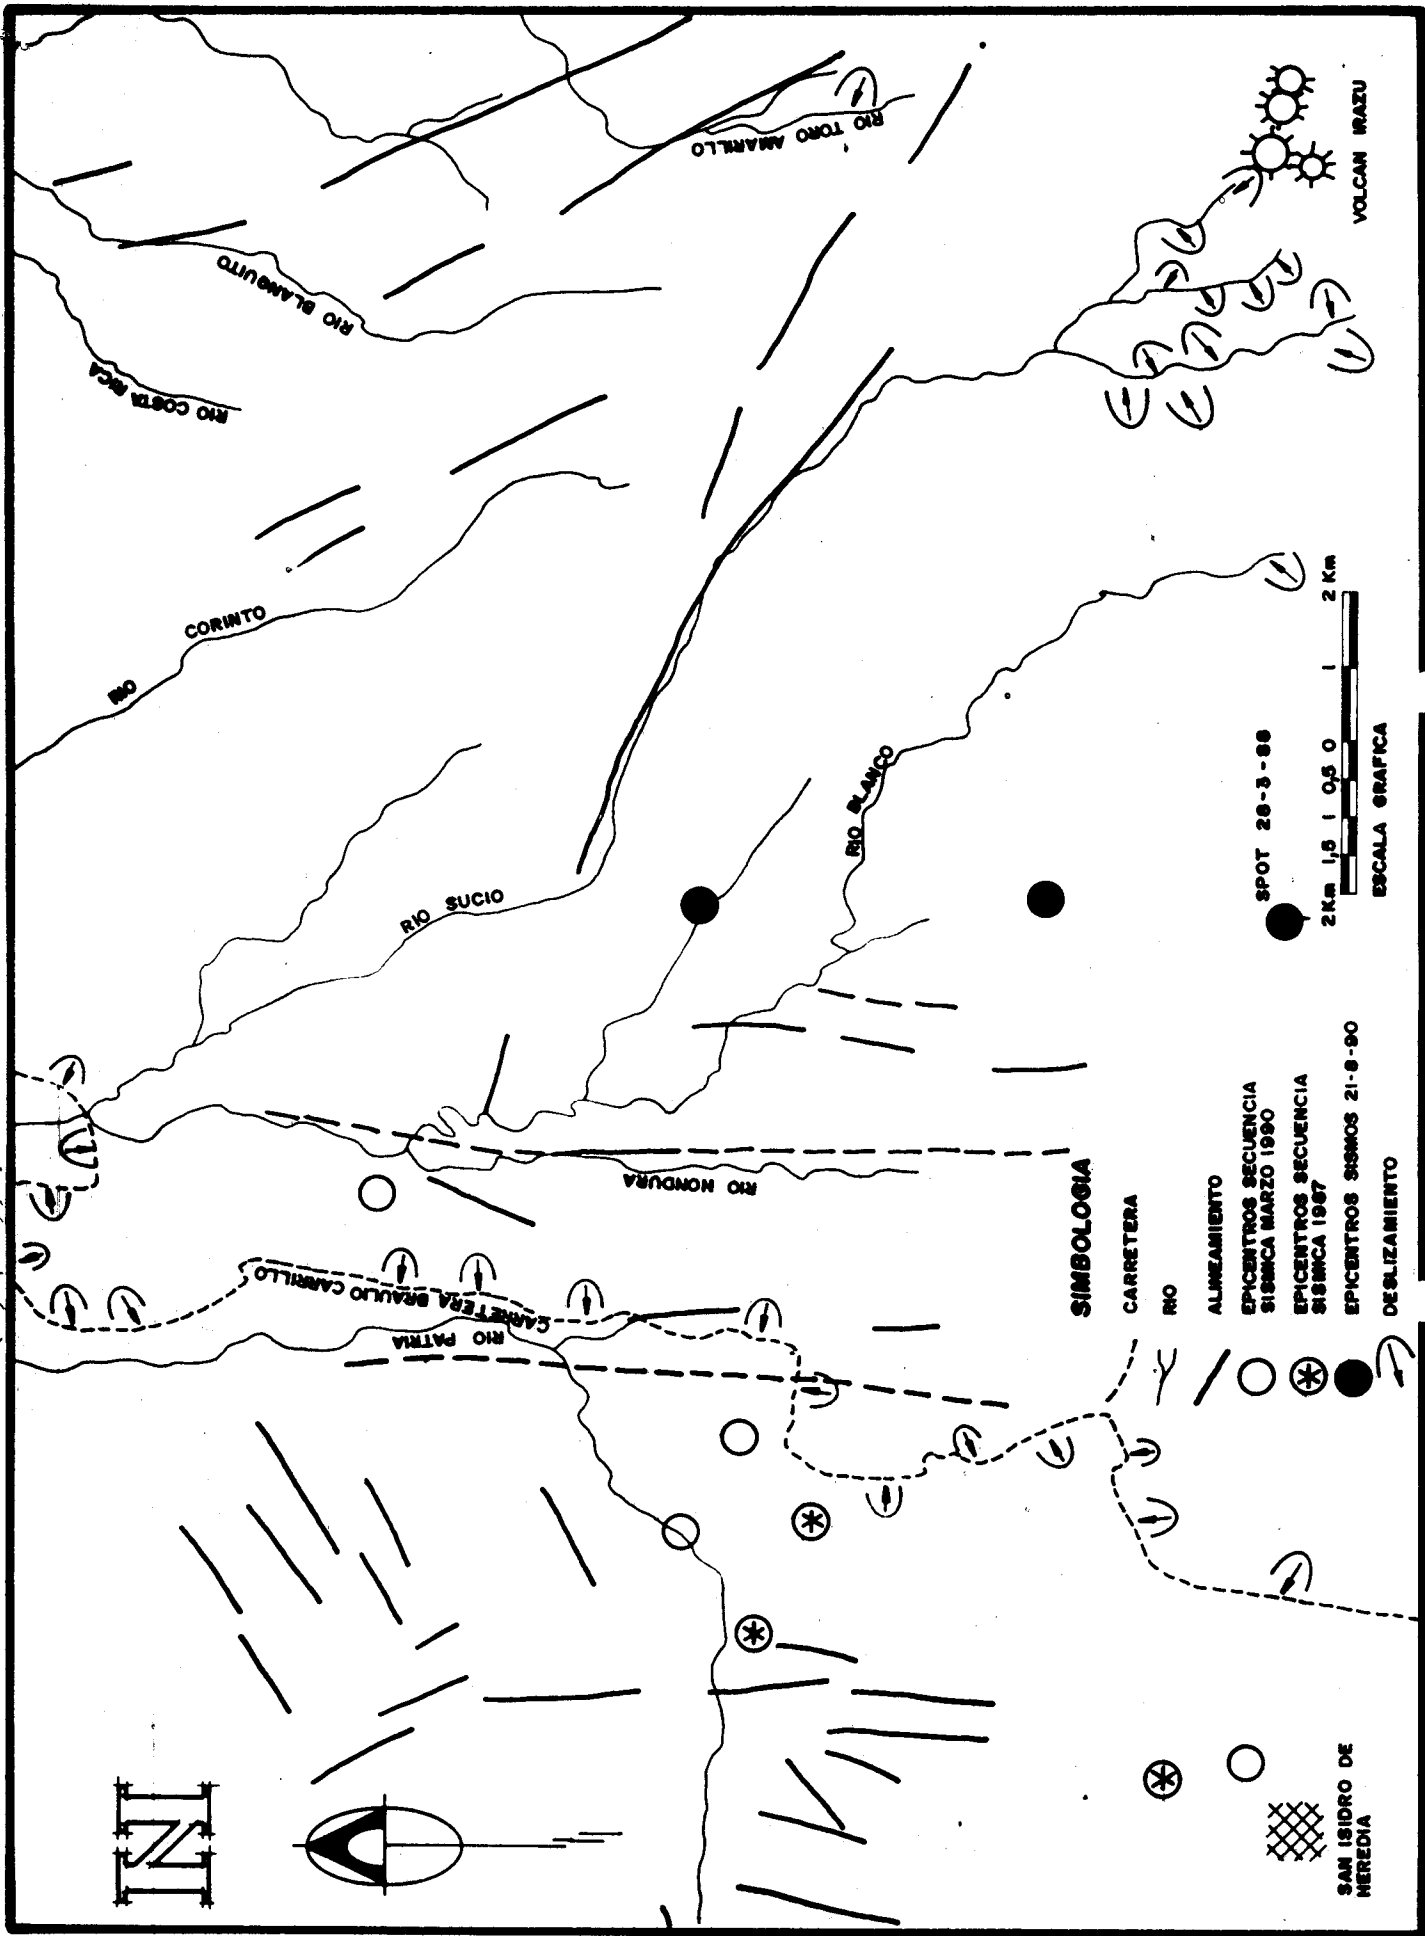 N
RIO COSTA RICA
RIO BLANQUITO
RIO TORO AMARILLO
RIO CORINTO
RIO SUCIO
RIO BLANCO
RIO HONDURA
CARRETERA BRAULIO CARRILLO
RIO PATRIA
VOLCAN IRAZU
SAN ISIDRO DE
HEREDIA
SIMBOLOGIA
CARRETERA
RIO
ALINEAMIENTO
EPICENTROS SECUENCIA
SISMICA MARZO 1990
EPICENTROS SECUENCIA
SISMICA 1987
EPICENTROS SISMOS 21-8-90
DESLIZAMIENTO
SPOT 28-3-88
2Km 1,5 1 0,5 0 1 2 Km
ESCALA GRAFICA